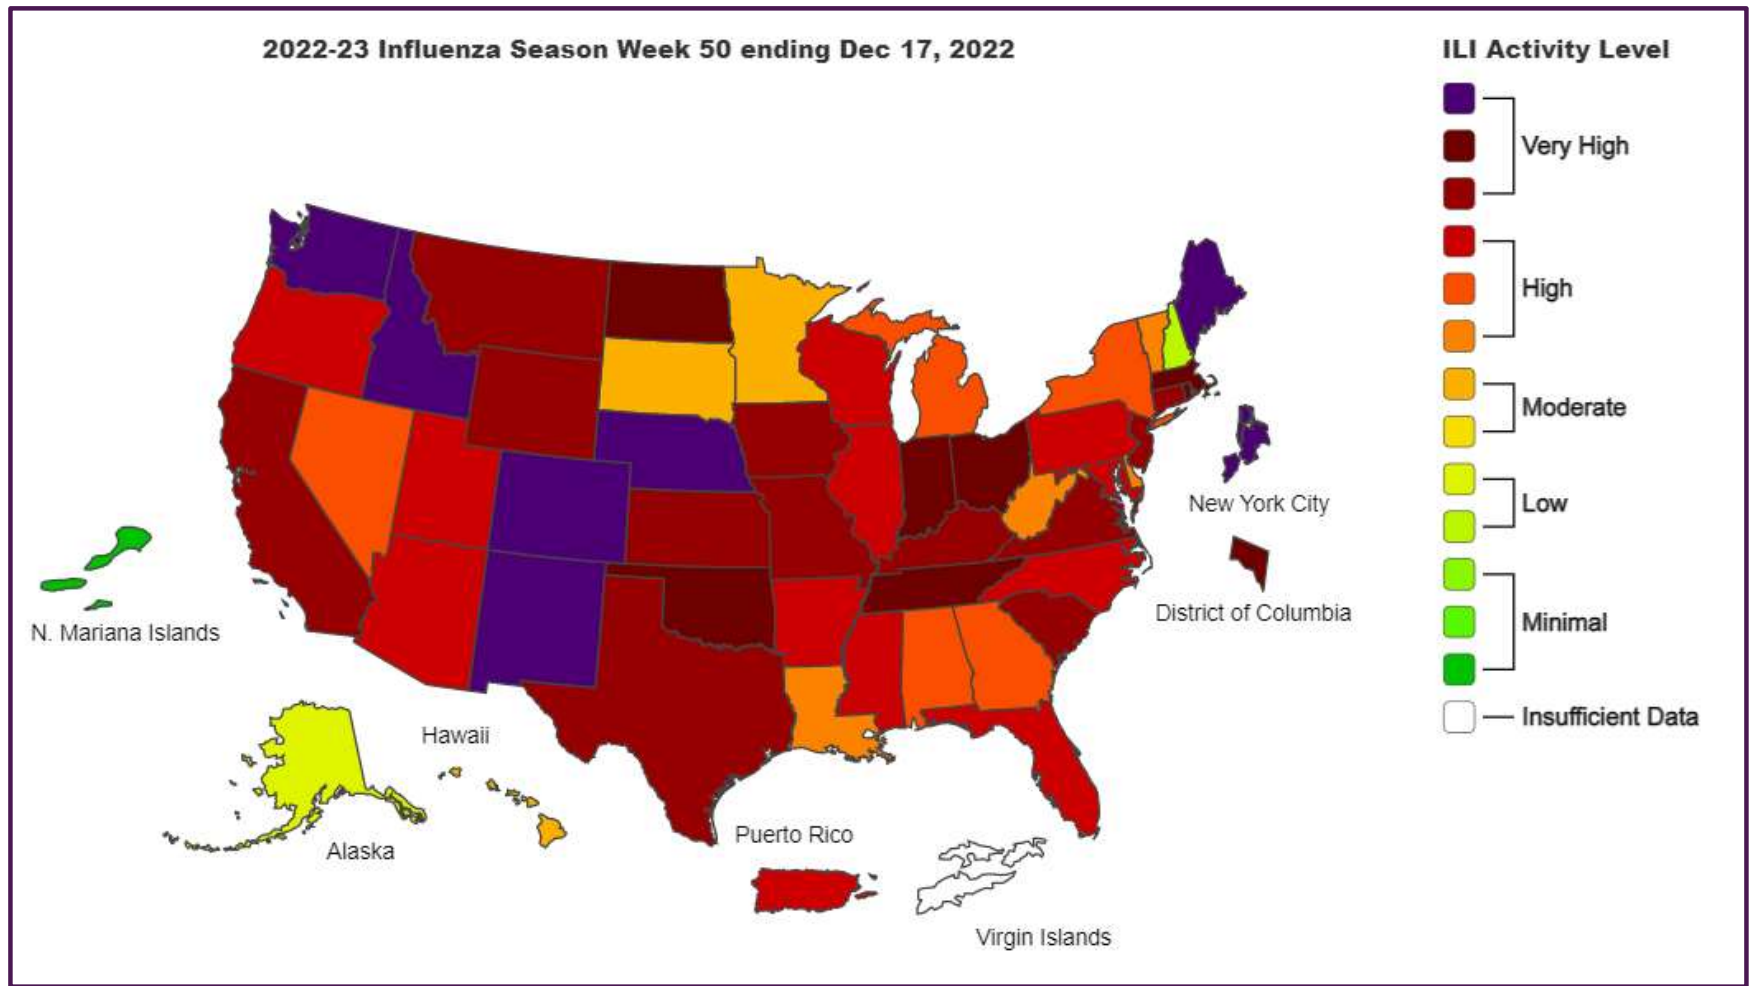 2022-23 Influenza Season Week 50 ending Dec 17, 2022
ILI Activity Level
Very High
High
Moderate
Low
Minimal
Insufficient Data
New York City
District of Columbia
N. Mariana Islands
Hawaii
Alaska
Puerto Rico
Virgin Islands